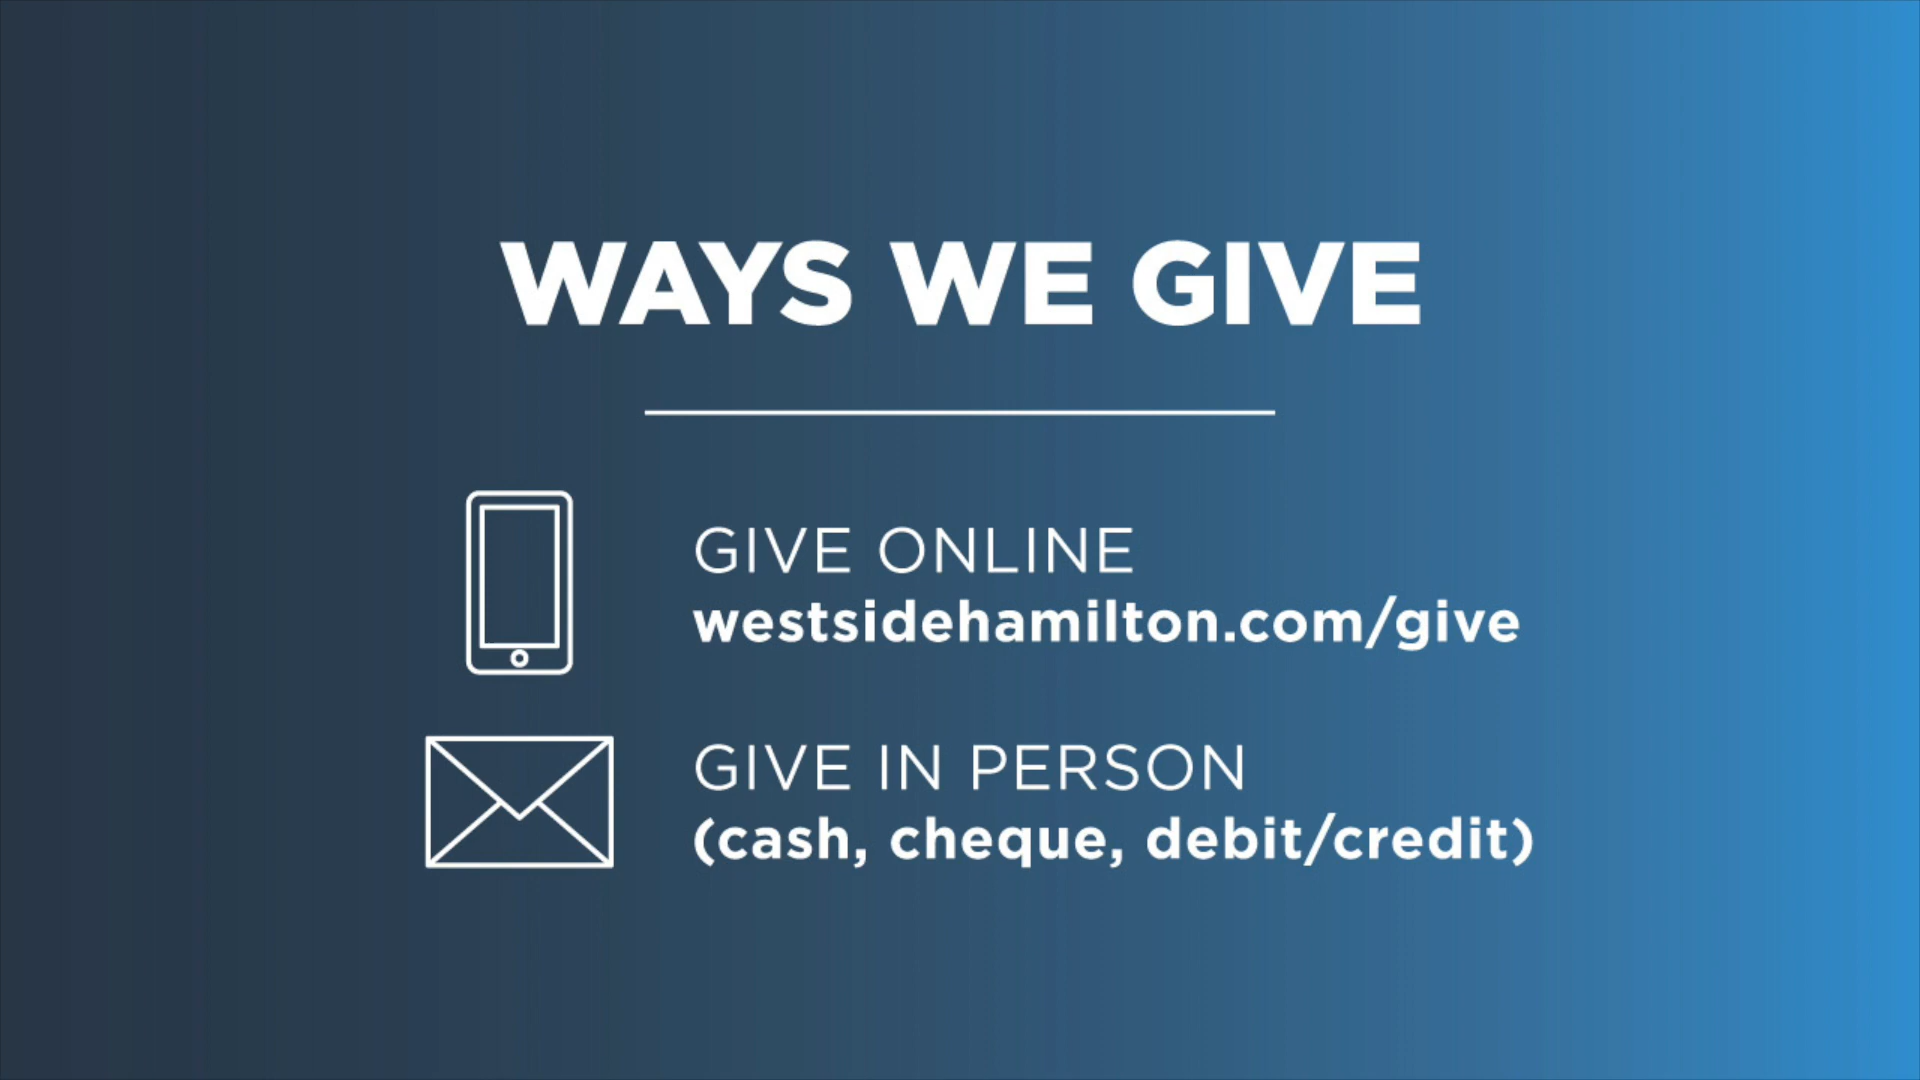 WAYS WE GIVE
GIVE ONLINE
westsidehamilton.com/give
GIVE IN PERSON
(cash, cheque, debit/credit)